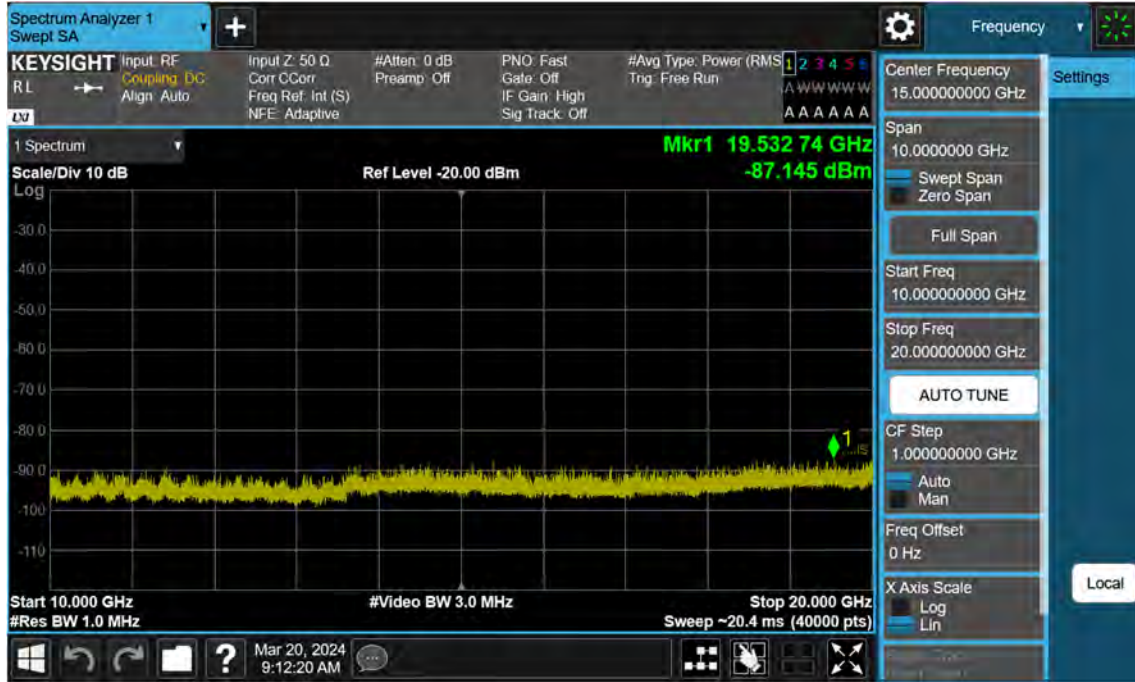 Spectrum Analyzer 1
Swept SA
Frequency
KEYSIGHT
RL
LXI
Input: RF
Coupling: DC
Align: Auto
Input Z: 50 Ω
Corr CCorr
Freq Ref: Int (S)
NFE: Adaptive
#Atten: 0 dB
Preamp: Off
PNO: Fast
Gate: Off
IF Gain: High
Sig Track: Off
#Avg Type: Power (RMS
Trig: Free Run
1 2 3 4 5 6
A W W W W W
A A A A A A
1 Spectrum
Scale/Div 10 dB
Ref Level -20.00 dBm
Mkr1 19.532 74 GHz
-87.145 dBm
Log
-30.0
-40.0
-50.0
-60.0
-70.0
-80.0
-90.0
-100
-110
1
Start 10.000 GHz
#Res BW 1.0 MHz
#Video BW 3.0 MHz
Stop 20.000 GHz
Sweep ~20.4 ms (40000 pts)
Mar 20, 2024
9:12:20 AM
Center Frequency
15.000000000 GHz
Span
10.0000000 GHz
Swept Span
Zero Span
Full Span
Start Freq
10.000000000 GHz
Stop Freq
20.000000000 GHz
AUTO TUNE
CF Step
1.000000000 GHz
Auto
Man
Freq Offset
0 Hz
X Axis Scale
Log
Lin
Settings
Local